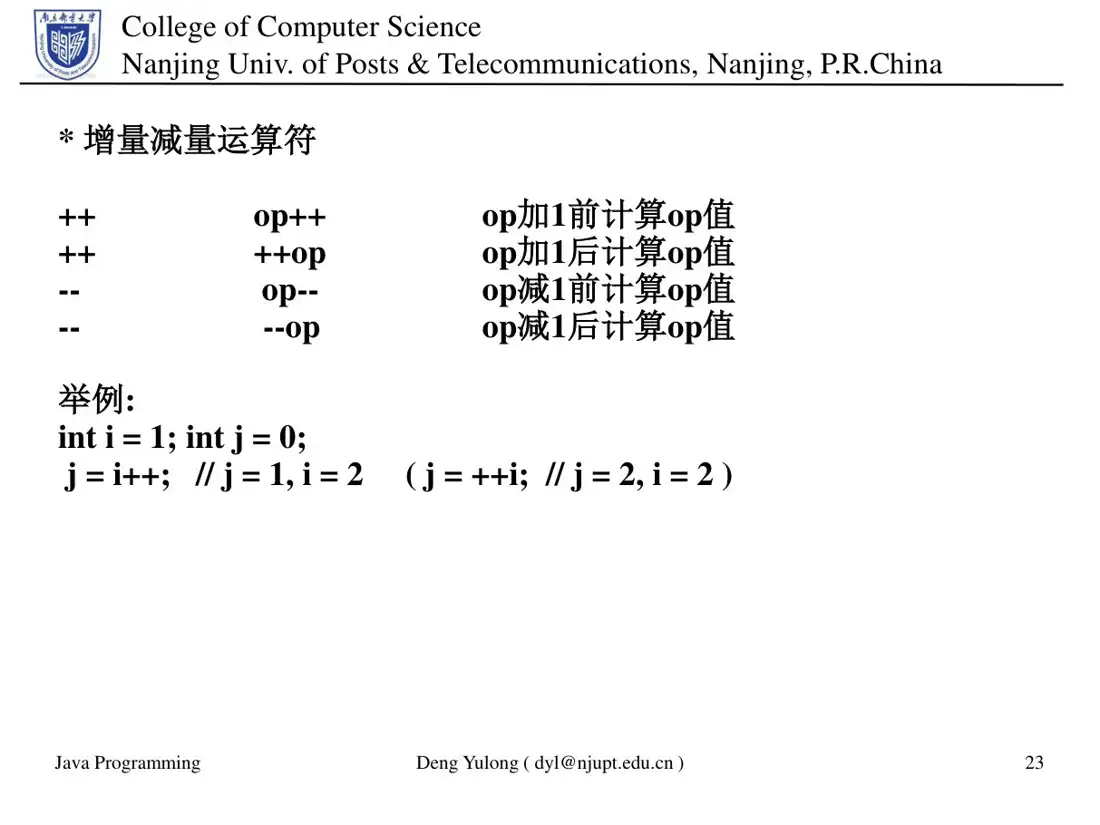 College of Computer Science
Nanjing Univ. of Posts & Telecommunications, Nanjing, P.R.China
* 增量减量运算符
++ op++ op加1前计算op值
++ ++op op加1后计算op值
-- op-- op减1前计算op值
-- --op op减1后计算op值
举例:
int i = 1; int j = 0;
j = i++; // j = 1, i = 2 ( j = ++i; // j = 2, i = 2 )
Java Programming Deng Yulong ( dyl@njupt.edu.cn ) 23